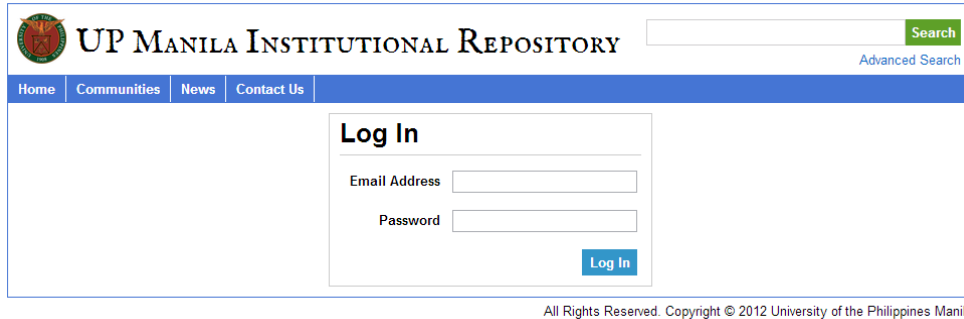 UP Manila Institutional Repository
Search
Advanced Search
Home Communities News Contact Us
Log In
Email Address
Password
Log In
All Rights Reserved. Copyright © 2012 University of the Philippines Manil